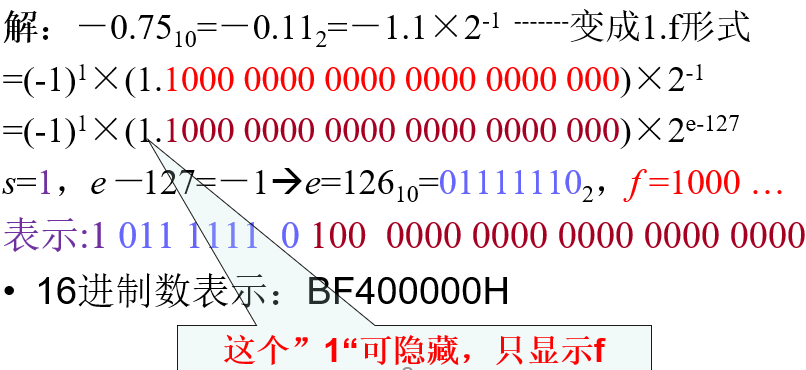 解：－0.75₁₀=－0.11₂=－1.1×2⁻¹ -------变成1.f形式
=(-1)¹×(1.1000 0000 0000 0000 0000 000)×2⁻¹
=(-1)¹×(1.1000 0000 0000 0000 0000 000)×2ᵉ⁻¹²⁷
s=1，e－127=－1→e=126₁₀=01111110₂，f=1000 …
表示:1 011 1111 0 100 0000 0000 0000 0000 0000
• 16进制数表示：BF400000H
这个”1“可隐藏，只显示f